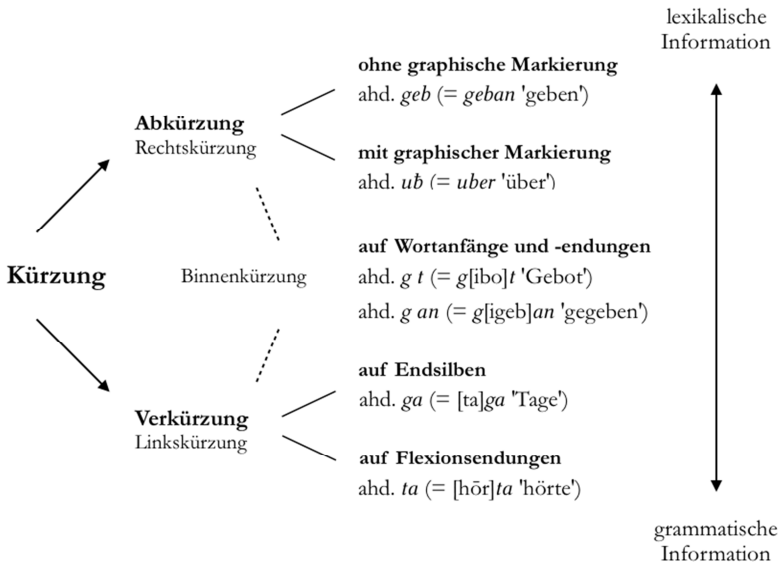 lexikalische
Information
ohne graphische Markierung
ahd. geb (= geban 'geben')
Abkürzung
Rechtskürzung
mit graphischer Markierung
ahd. uƀ (= uber 'über')
auf Wortanfänge und -endungen
Kürzung
Binnenkürzung
ahd. g t (= g[ibo]t 'Gebot')
ahd. g an (= g[igeb]an 'gegeben')
auf Endsilben
ahd. ga (= [ta]ga 'Tage')
Verkürzung
Linkskürzung
auf Flexionsendungen
ahd. ta (= [hōr]ta 'hörte')
grammatische
Information